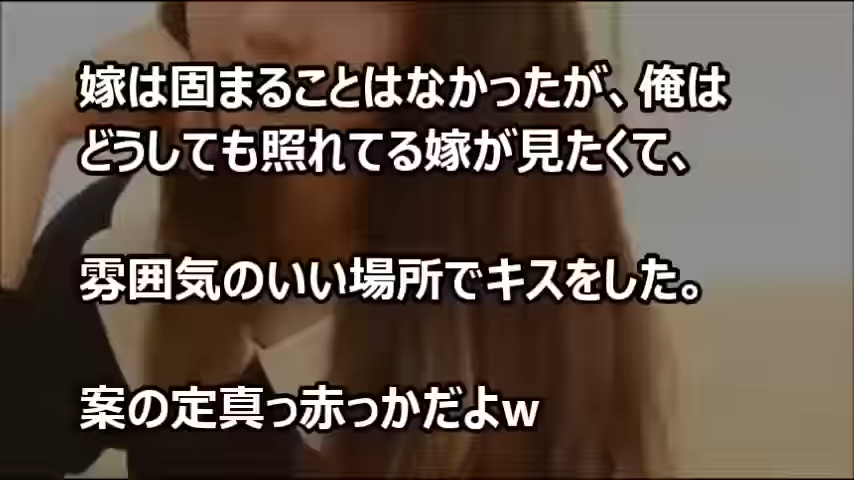 嫁は固まることはなかったが、俺は
どうしても照れてる嫁が見たくて、
雰囲気のいい場所でキスをした。
案の定真っ赤っかだよw